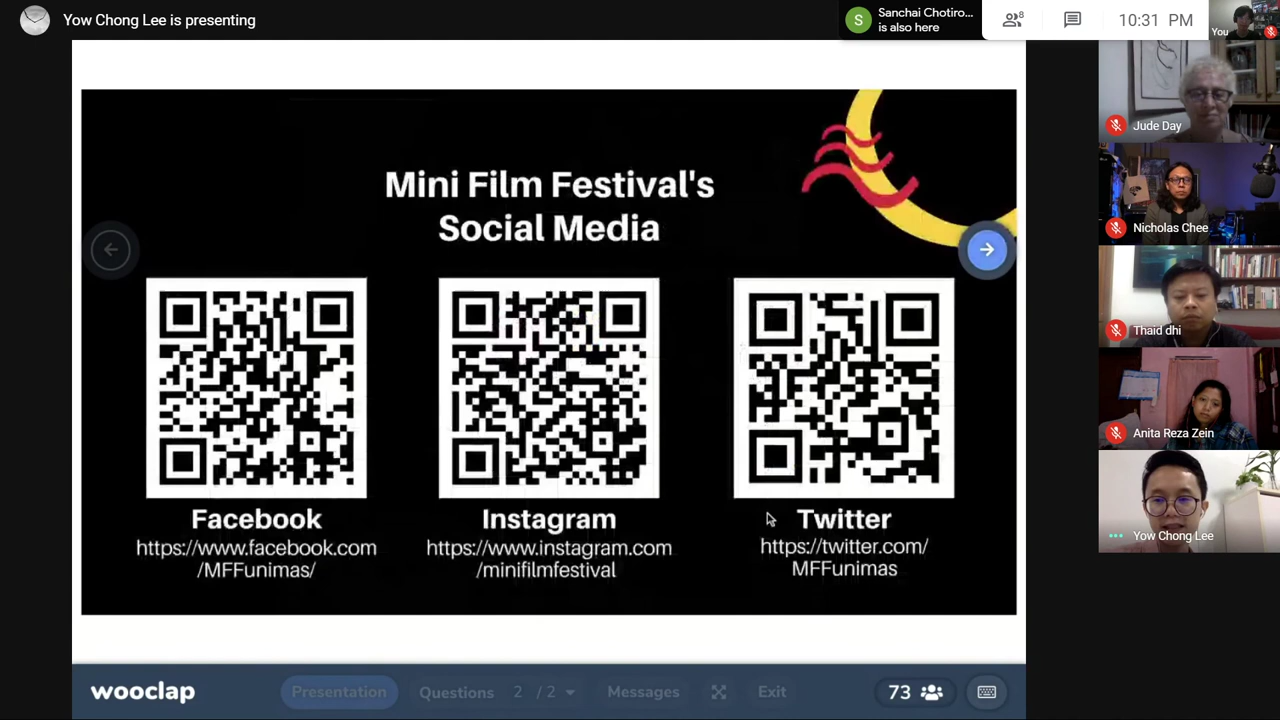 Yow Chong Lee is presenting
S
Sanchai Chotiro...
is also here
8
10:31 PM
You
Jude Day
Nicholas Chee
Thaid dhi
Anita Reza Zein
Yow Chong Lee
Mini Film Festival's
Social Media
Facebook
https://www.facebook.com
/MFFunimas/
Instagram
https://www.instagram.com
/minifilmfestival
Twitter
https://twitter.com/
MFFunimas
wooclap
Presentation
Questions 2 / 2
Messages
Exit
73